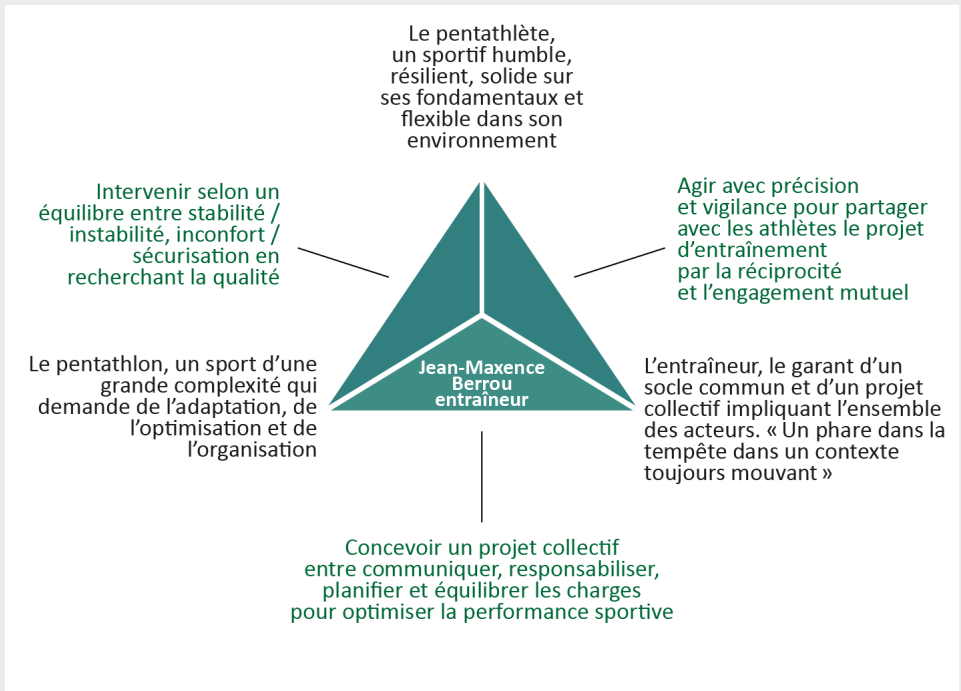 Le pentathlète,
un sportif humble,
résilient, solide sur
ses fondamentaux et
flexible dans son
environnement
Intervenir selon un
équilibre entre stabilité /
instabilité, inconfort /
sécurisation en
recherchant la qualité
Agir avec précision
et vigilance pour partager
avec les athlètes le projet
d’entraînement
par la réciprocité
et l’engagement mutuel
Le pentathlon, un sport d’une
grande complexité qui
demande de l’adaptation, de
l’optimisation et de
l’organisation
Jean-Maxence
Berrou
entraîneur
L’entraîneur, le garant d’un
socle commun et d’un projet
collectif impliquant l’ensemble
des acteurs. « Un phare dans la
tempête dans un contexte
toujours mouvant »
Concevoir un projet collectif
entre communiquer, responsabiliser,
planifier et équilibrer les charges
pour optimiser la performance sportive